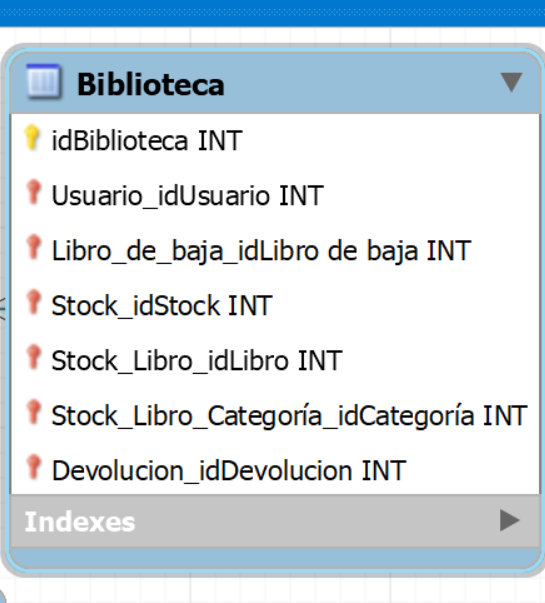 Biblioteca
idBiblioteca INT
Usuario_idUsuario INT
Libro_de_baja_idLibro de baja INT
Stock_idStock INT
Stock_Libro_idLibro INT
Stock_Libro_Categoría_idCategoría INT
Devolucion_idDevolucion INT
Indexes